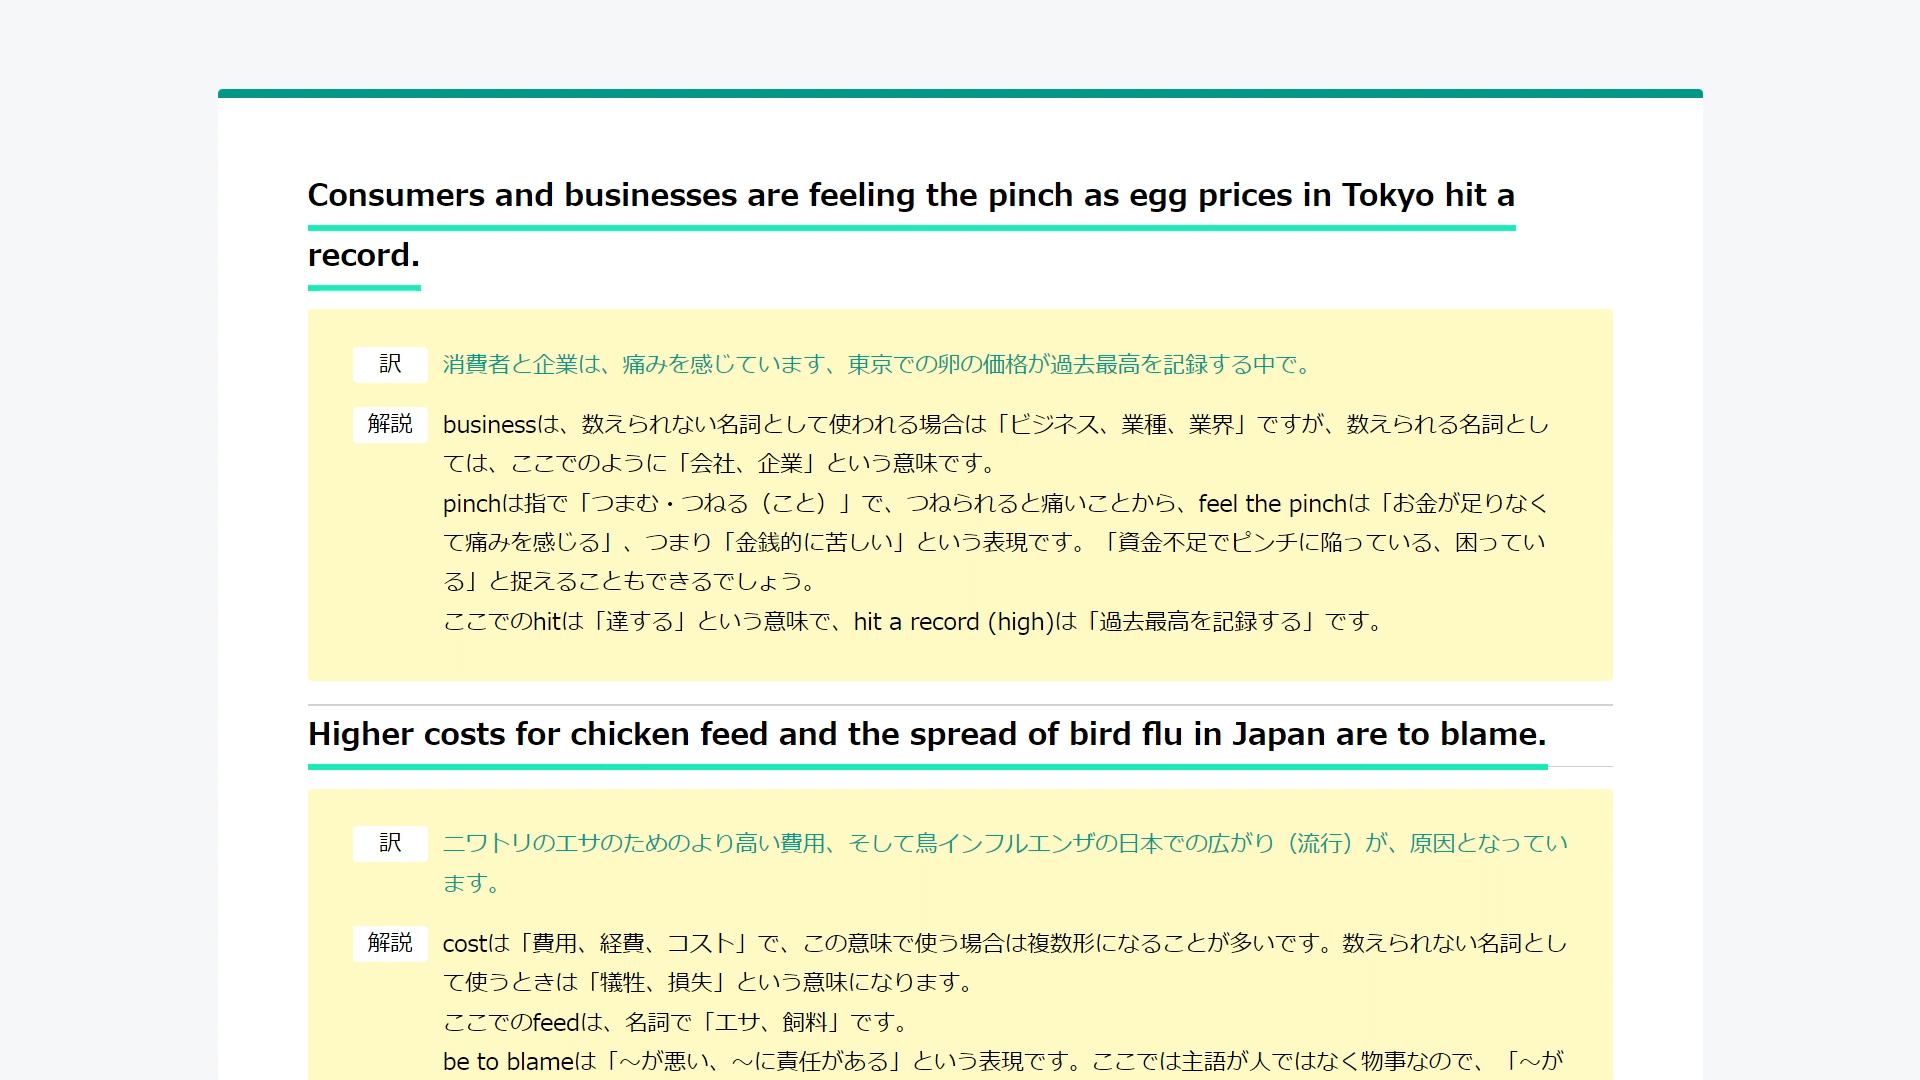 Consumers and businesses are feeling the pinch as egg prices in Tokyo hit a
record.
訳 消費者と企業は、痛みを感じています、東京での卵の価格が過去最高を記録する中で。
解説 businessは、数えられない名詞として使われる場合は「ビジネス、業種、業界」ですが、数えられる名詞とし
ては、ここでのように「会社、企業」という意味です。
pinchは指で「つまむ・つねる（こと）」で、つねられると痛いことから、feel the pinchは「お金が足りなく
て痛みを感じる」、つまり「金銭的に苦しい」という表現です。「資金不足でピンチに陥っている、困ってい
る」と捉えることもできるでしょう。
ここでのhitは「達する」という意味で、hit a record (high)は「過去最高を記録する」です。
Higher costs for chicken feed and the spread of bird flu in Japan are to blame.
訳 ニワトリのエサのためのより高い費用、そして鳥インフルエンザの日本での広がり（流行）が、原因となってい
ます。
解説 costは「費用、経費、コスト」で、この意味で使う場合は複数形になることが多いです。数えられない名詞とし
て使うときは「犠牲、損失」という意味になります。
ここでのfeedは、名詞で「エサ、飼料」です。
be to blameは「～が悪い、～に責任がある」という表現です。ここでは主語が人ではなく物事なので、「～が